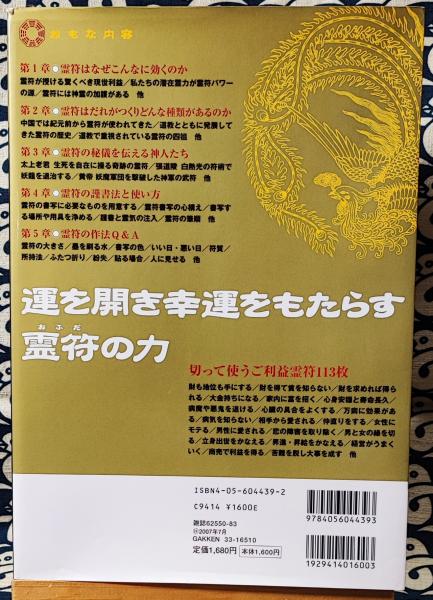 おもな内容
第1章●霊符はなぜこんなに効くのか
霊符が授ける驚くべき現世利益/私たちの潜在霊力が霊符パワー
の源/霊符には神霊の加護がある 他
第2章●霊符はだれがつくりどんな種類があるのか
中国では紀元前から霊符が使われてきた/道教とともに発展して
きた霊符の歴史/道教で重視されている霊符の四祖 他
第3章●霊符の秘儀を伝える神人たち
太上老君 生死を自在に操る奇跡の霊符/張道陵 白熱光の符術で
妖蟲を退治する/黄帝 妖魔軍団を撃破した神軍の武符 他
第4章●霊符の謹書法と使い方
霊符の書写に必要なものを用意する/霊符書写の心構え/書写す
る場所や用具を浄める/謹書と霊気の注入/霊符の筆順 他
第5章●霊符の作法Q&A
霊符の大きさ/墨を刷る水/書写の色/いい日・悪い日/符贄/
所持法/ふたつ折り/紛失/貼る場合/人に見せる 他
運を開き幸運をもたらす
おふだ
霊符の力
切って使うご利益霊符113枚
財も地位も手にする/財を得て貧を知らない/財を求めれば得ら
れる/大金持ちになる/家内に富を招く/心身安穏と寿命長久/
病魔や悪鬼を退ける/心臓の具合をよくする/万病に効果があ
る/病気を知らない/相手から愛される/仲直りをする/女性に
モテる/男性に愛される/恋の障害を取り除く/男と女の縁を切
る/立身出世をかなえる/昇進・昇給をかなえる/経営がうまく
いく/商売で利益を得る/苦難を脱し大事を成す 他
ISBN4-05-604439-2
C9414 ¥1600E
雑誌62550-83
©2007年7月
GAKKEN 33-16510
定価1,680円 本体1,600円
9784056044393
1929414016003